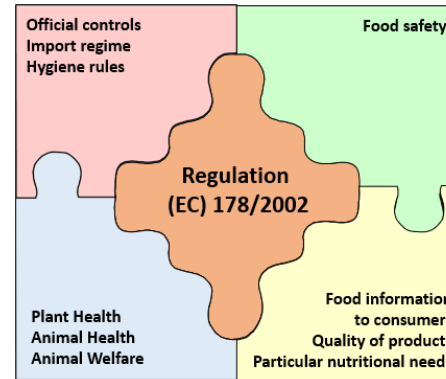 Official controls
Import regime
Hygiene rules
Food safety
Regulation
(EC) 178/2002
Plant Health
Animal Health
Animal Welfare
Food information
to consumer
Quality of product
Particular nutritional need